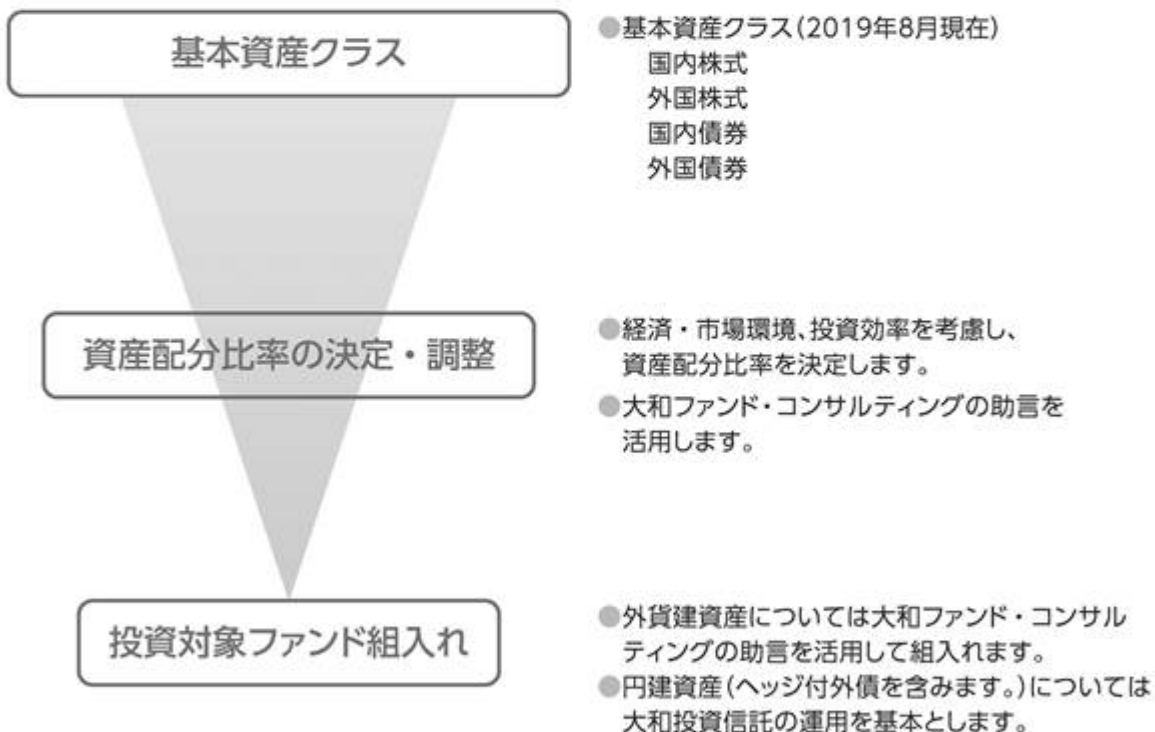 基本資産クラス
●基本資産クラス(2019年8月現在)
国内株式
外国株式
国内債券
外国債券
資産配分比率の決定・調整
●経済・市場環境、投資効率を考慮し、
資産配分比率を決定します。
●大和ファンド・コンサルティングの助言を
活用します。
投資対象ファンド組入れ
●外貨建資産については大和ファンド・コンサル
ティングの助言を活用して組入れます。
●円建資産(ヘッジ付外債を含みます。)については
大和投資信託の運用を基本とします。